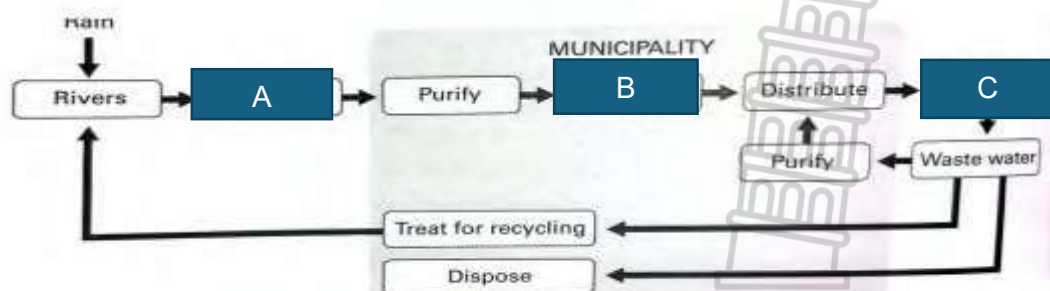 Rain
MUNICIPALITY
Rivers
A
Purify
B
Distribute
C
Purify
Waste water
Treat for recycling
Dispose